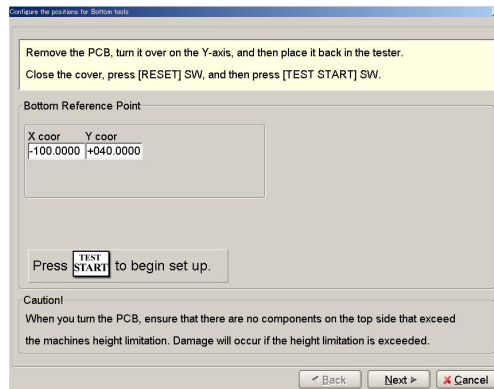 Configure the positions for Bottom tools
Remove the PCB, turn it over on the Y-axis, and then place it back in the tester.
Close the cover, press [RESET] SW, and then press [TEST START] SW.
Bottom Reference Point
X coor Y coor
-100.0000 +040.0000
Press TEST START to begin set up.
Caution!
When you turn the PCB, ensure that there are no components on the top side that exceed
the machines height limitation. Damage will occur if the height limitation is exceeded.
Back Next Cancel